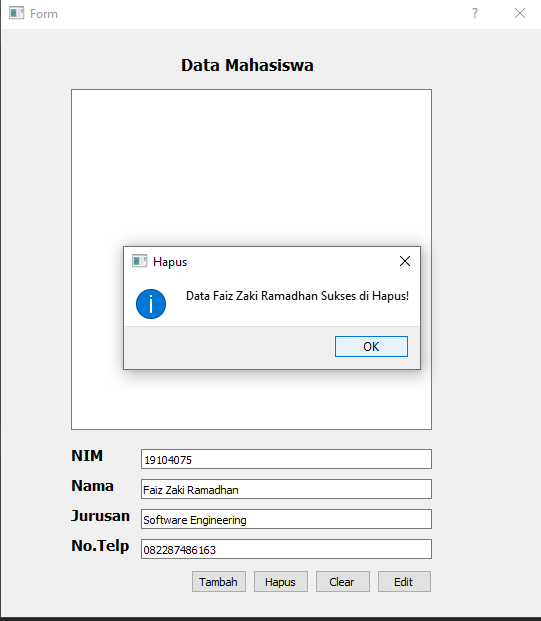 Form
Data Mahasiswa
Hapus
Data Faiz Zaki Ramadhan Sukses di Hapus!
OK
NIM 19104075
Nama Faiz Zaki Ramadhan
Jurusan Software Engineering
No.Telp 082287486163
Tambah Hapus Clear Edit